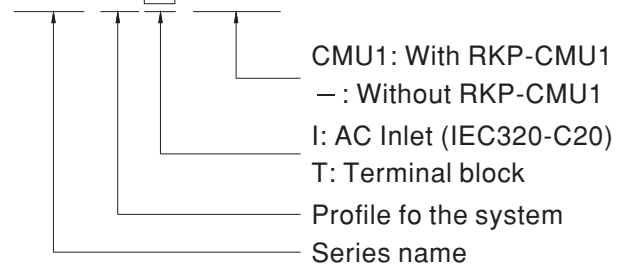 CMU1: With RKP-CMU1
－: Without RKP-CMU1
I: AC Inlet (IEC320-C20)
T: Terminal block
Profile fo the system
Series name